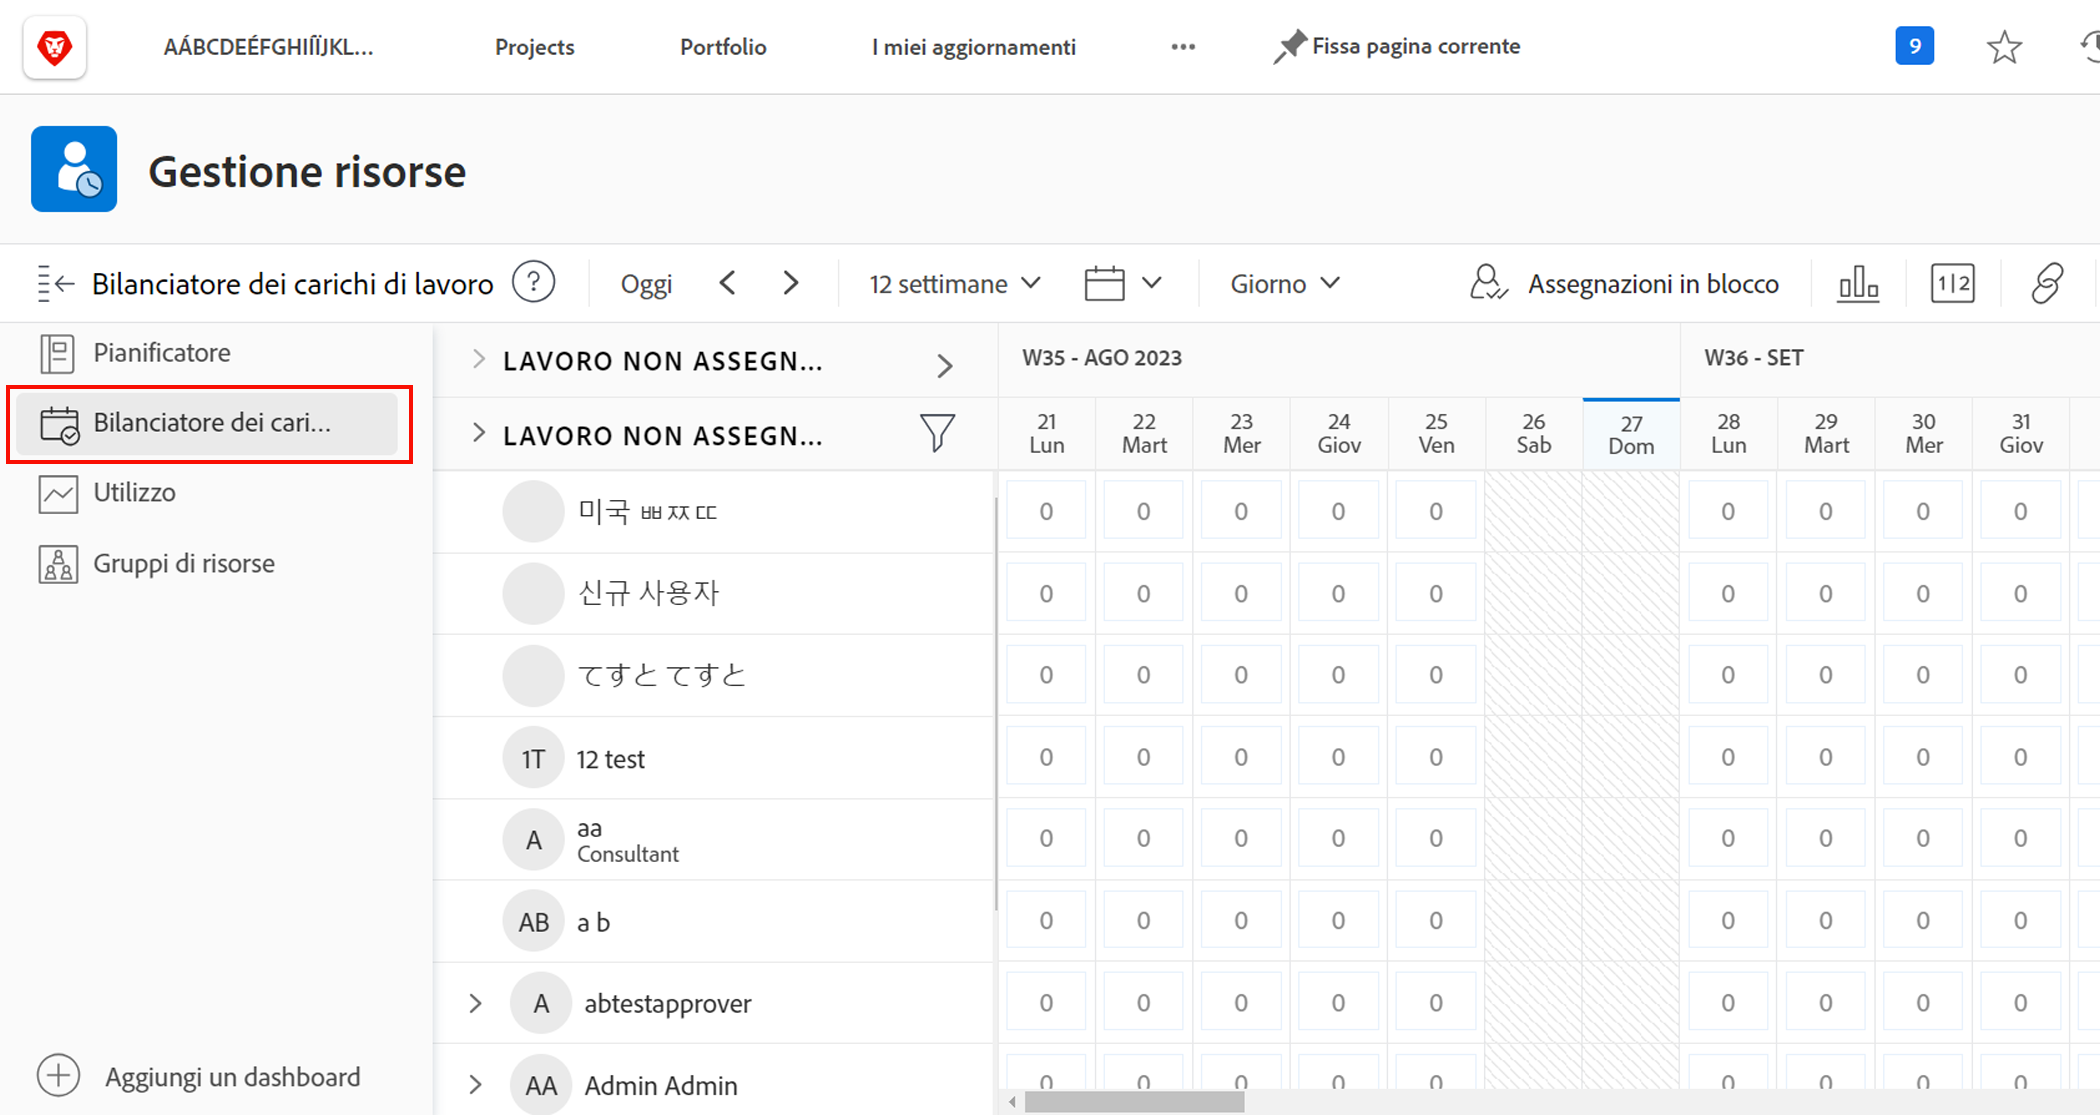 AÁBCDEÉFGHIÍÏJKL...
Projects
Portfolio
I miei aggiornamenti
Fissa pagina corrente
9
Gestione risorse
Bilanciatore dei carichi di lavoro
?
Oggi
12 settimane
Giorno
Assegnazioni in blocco
1|2
Pianificatore
Bilanciatore dei cari...
Utilizzo
Gruppi di risorse
Aggiungi un dashboard
LAVORO NON ASSEGN...
W35 - AGO 2023
W36 - SET
LAVORO NON ASSEGN...
21 Lun
22 Mart
23 Mer
24 Giov
25 Ven
26 Sab
27 Dom
28 Lun
29 Mart
30 Mer
31 Giov
미국 ㅃㅉㄸ
0 0 0 0 0 0 0 0 0
신규 사용자
0 0 0 0 0 0 0 0 0
てすと てすと
0 0 0 0 0 0 0 0 0
1T 12 test
0 0 0 0 0 0 0 0 0
A aa
Consultant
0 0 0 0 0 0 0 0 0
AB a b
0 0 0 0 0 0 0 0 0
A abtestapprover
0 0 0 0 0 0 0 0 0
AA Admin Admin
0 0 0 0 0 0 0 0 0